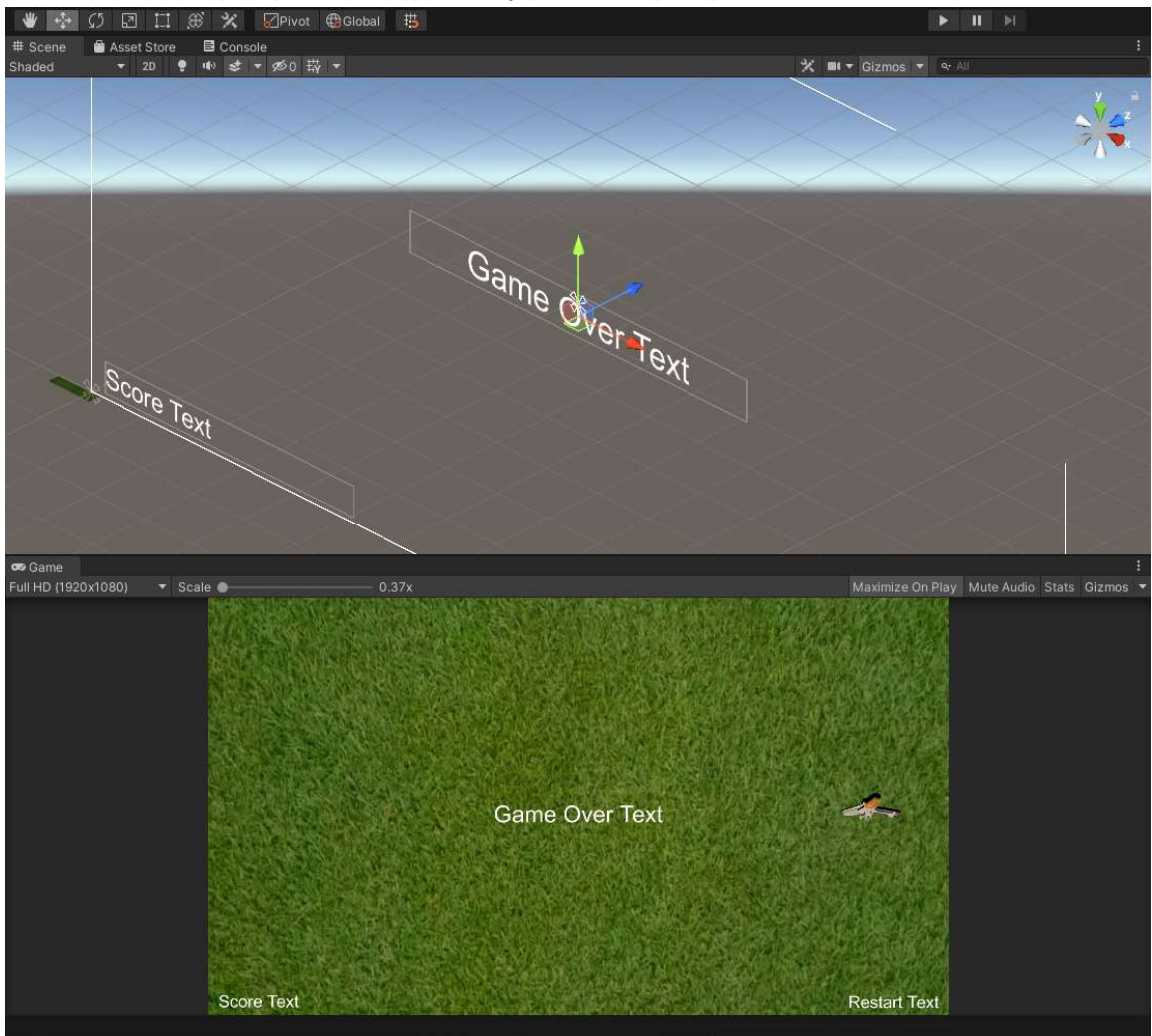 Pivot Global
Scene Asset Store Console
Shaded 2D 0 Gizmos All
y
z
x
Game Over Text
Score Text
Game
Full HD (1920x1080) Scale 0.37x Maximize On Play Mute Audio Stats Gizmos
Game Over Text
Score Text Restart Text